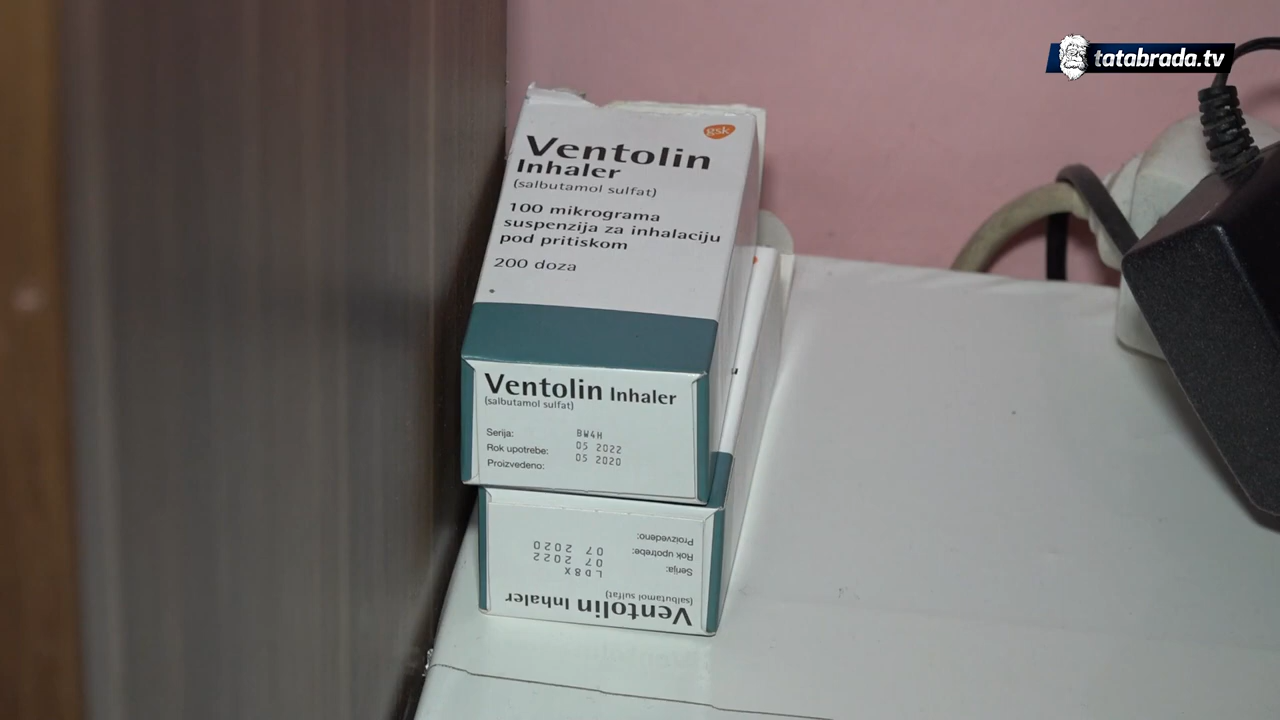 tatabrada.tv
gsk
Ventolin
Inhaler
(salbutamol sulfat)
100 mikrograma
suspenzija za inhalaciju
pod pritiskom
200 doza
Ventolin Inhaler
(salbutamol sulfat)
Serija: BW4H
Rok upotrebe: 05 2022
Proizvedeno: 05 2020
Ventolin Inhaler
(salbutamol sulfat)
Serija: LD8X
Rok upotrebe: 07 2022
Proizvedeno: 07 2020